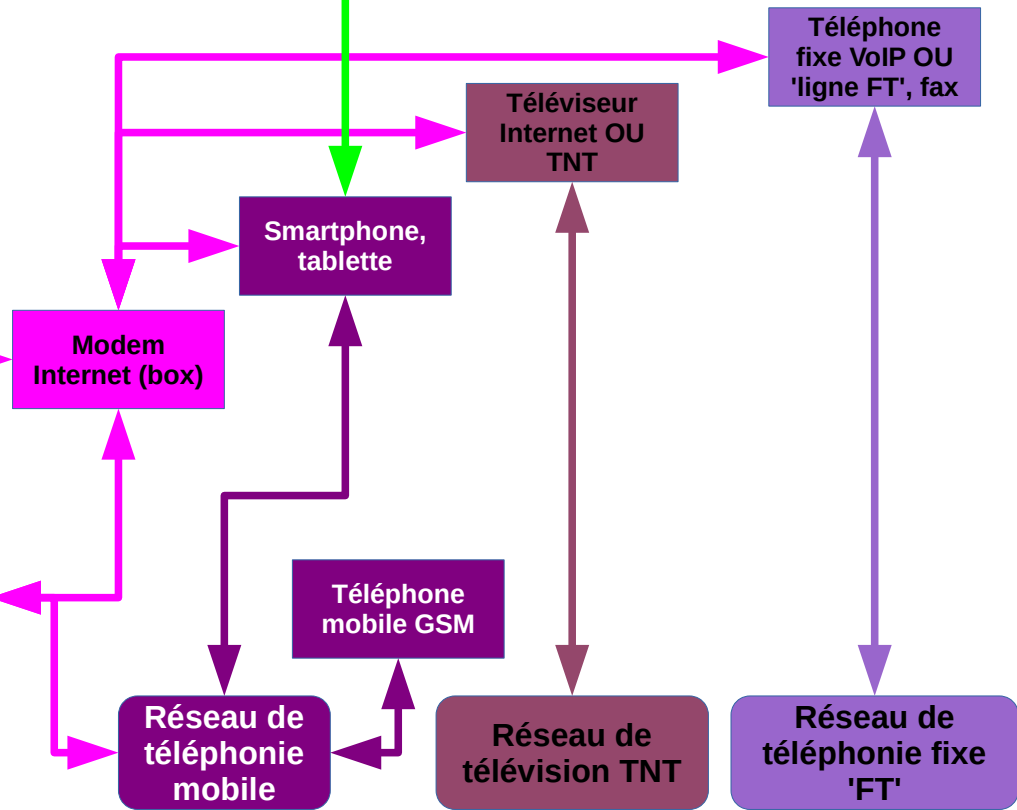 Téléphone
fixe VoIP OU
'ligne FT', fax
Téléviseur
Internet OU
TNT
Smartphone,
tablette
Modem
Internet (box)
Téléphone
mobile GSM
Réseau de
téléphonie
mobile
Réseau de
télévision TNT
Réseau de
téléphonie fixe
'FT'